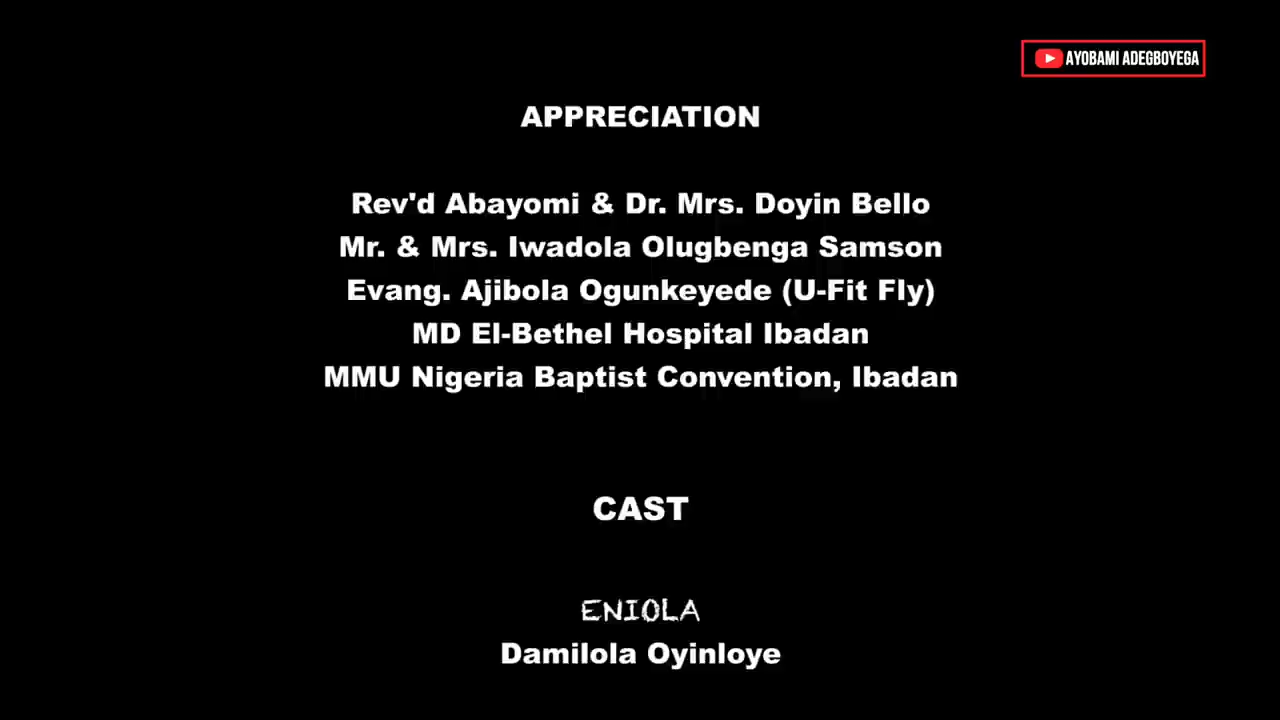 AYOBAMI ADEGBOYEGA
APPRECIATION
Rev'd Abayomi & Dr. Mrs. Doyin Bello
Mr. & Mrs. Iwadola Olugbenga Samson
Evang. Ajibola Ogunkeyede (U-Fit Fly)
MD El-Bethel Hospital Ibadan
MMU Nigeria Baptist Convention, Ibadan
CAST
ENIOLA
Damilola Oyinloye